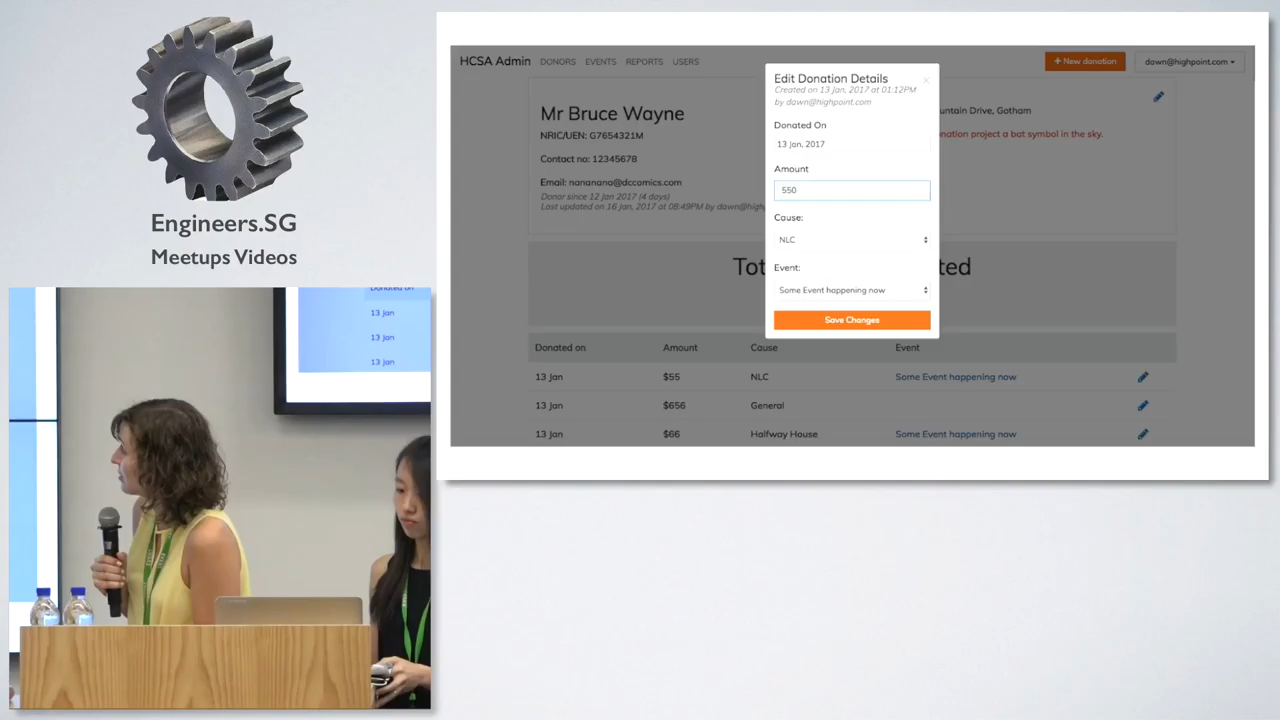 Engineers.SG
Meetups Videos
Donated on
13 Jan
13 Jan
13 Jan
HCSA Admin DONORS EVENTS REPORTS USERS
+ New donation
dawn@highpoint.com
Mr Bruce Wayne
NRIC/UEN: G7654321M
Contact no: 12345678
Email: nananana@dccomics.com
Donor since 12 Jan 2017 (4 days)
Last updated on 16 Jan, 2017 at 08:49PM by dawn@high
untain Drive, Gotham
onation project a bat symbol in the sky.
Edit Donation Details ×
Created on 13 Jan, 2017 at 01:12PM
by dawn@highpoint.com
Donated On
13 Jan, 2017
Amount
550
Cause:
NLC
Event:
Some Event happening now
Save Changes
Tot ted
Donated on Amount Cause Event
13 Jan $55 NLC Some Event happening now
13 Jan $656 General
13 Jan $66 Halfway House Some Event happening now